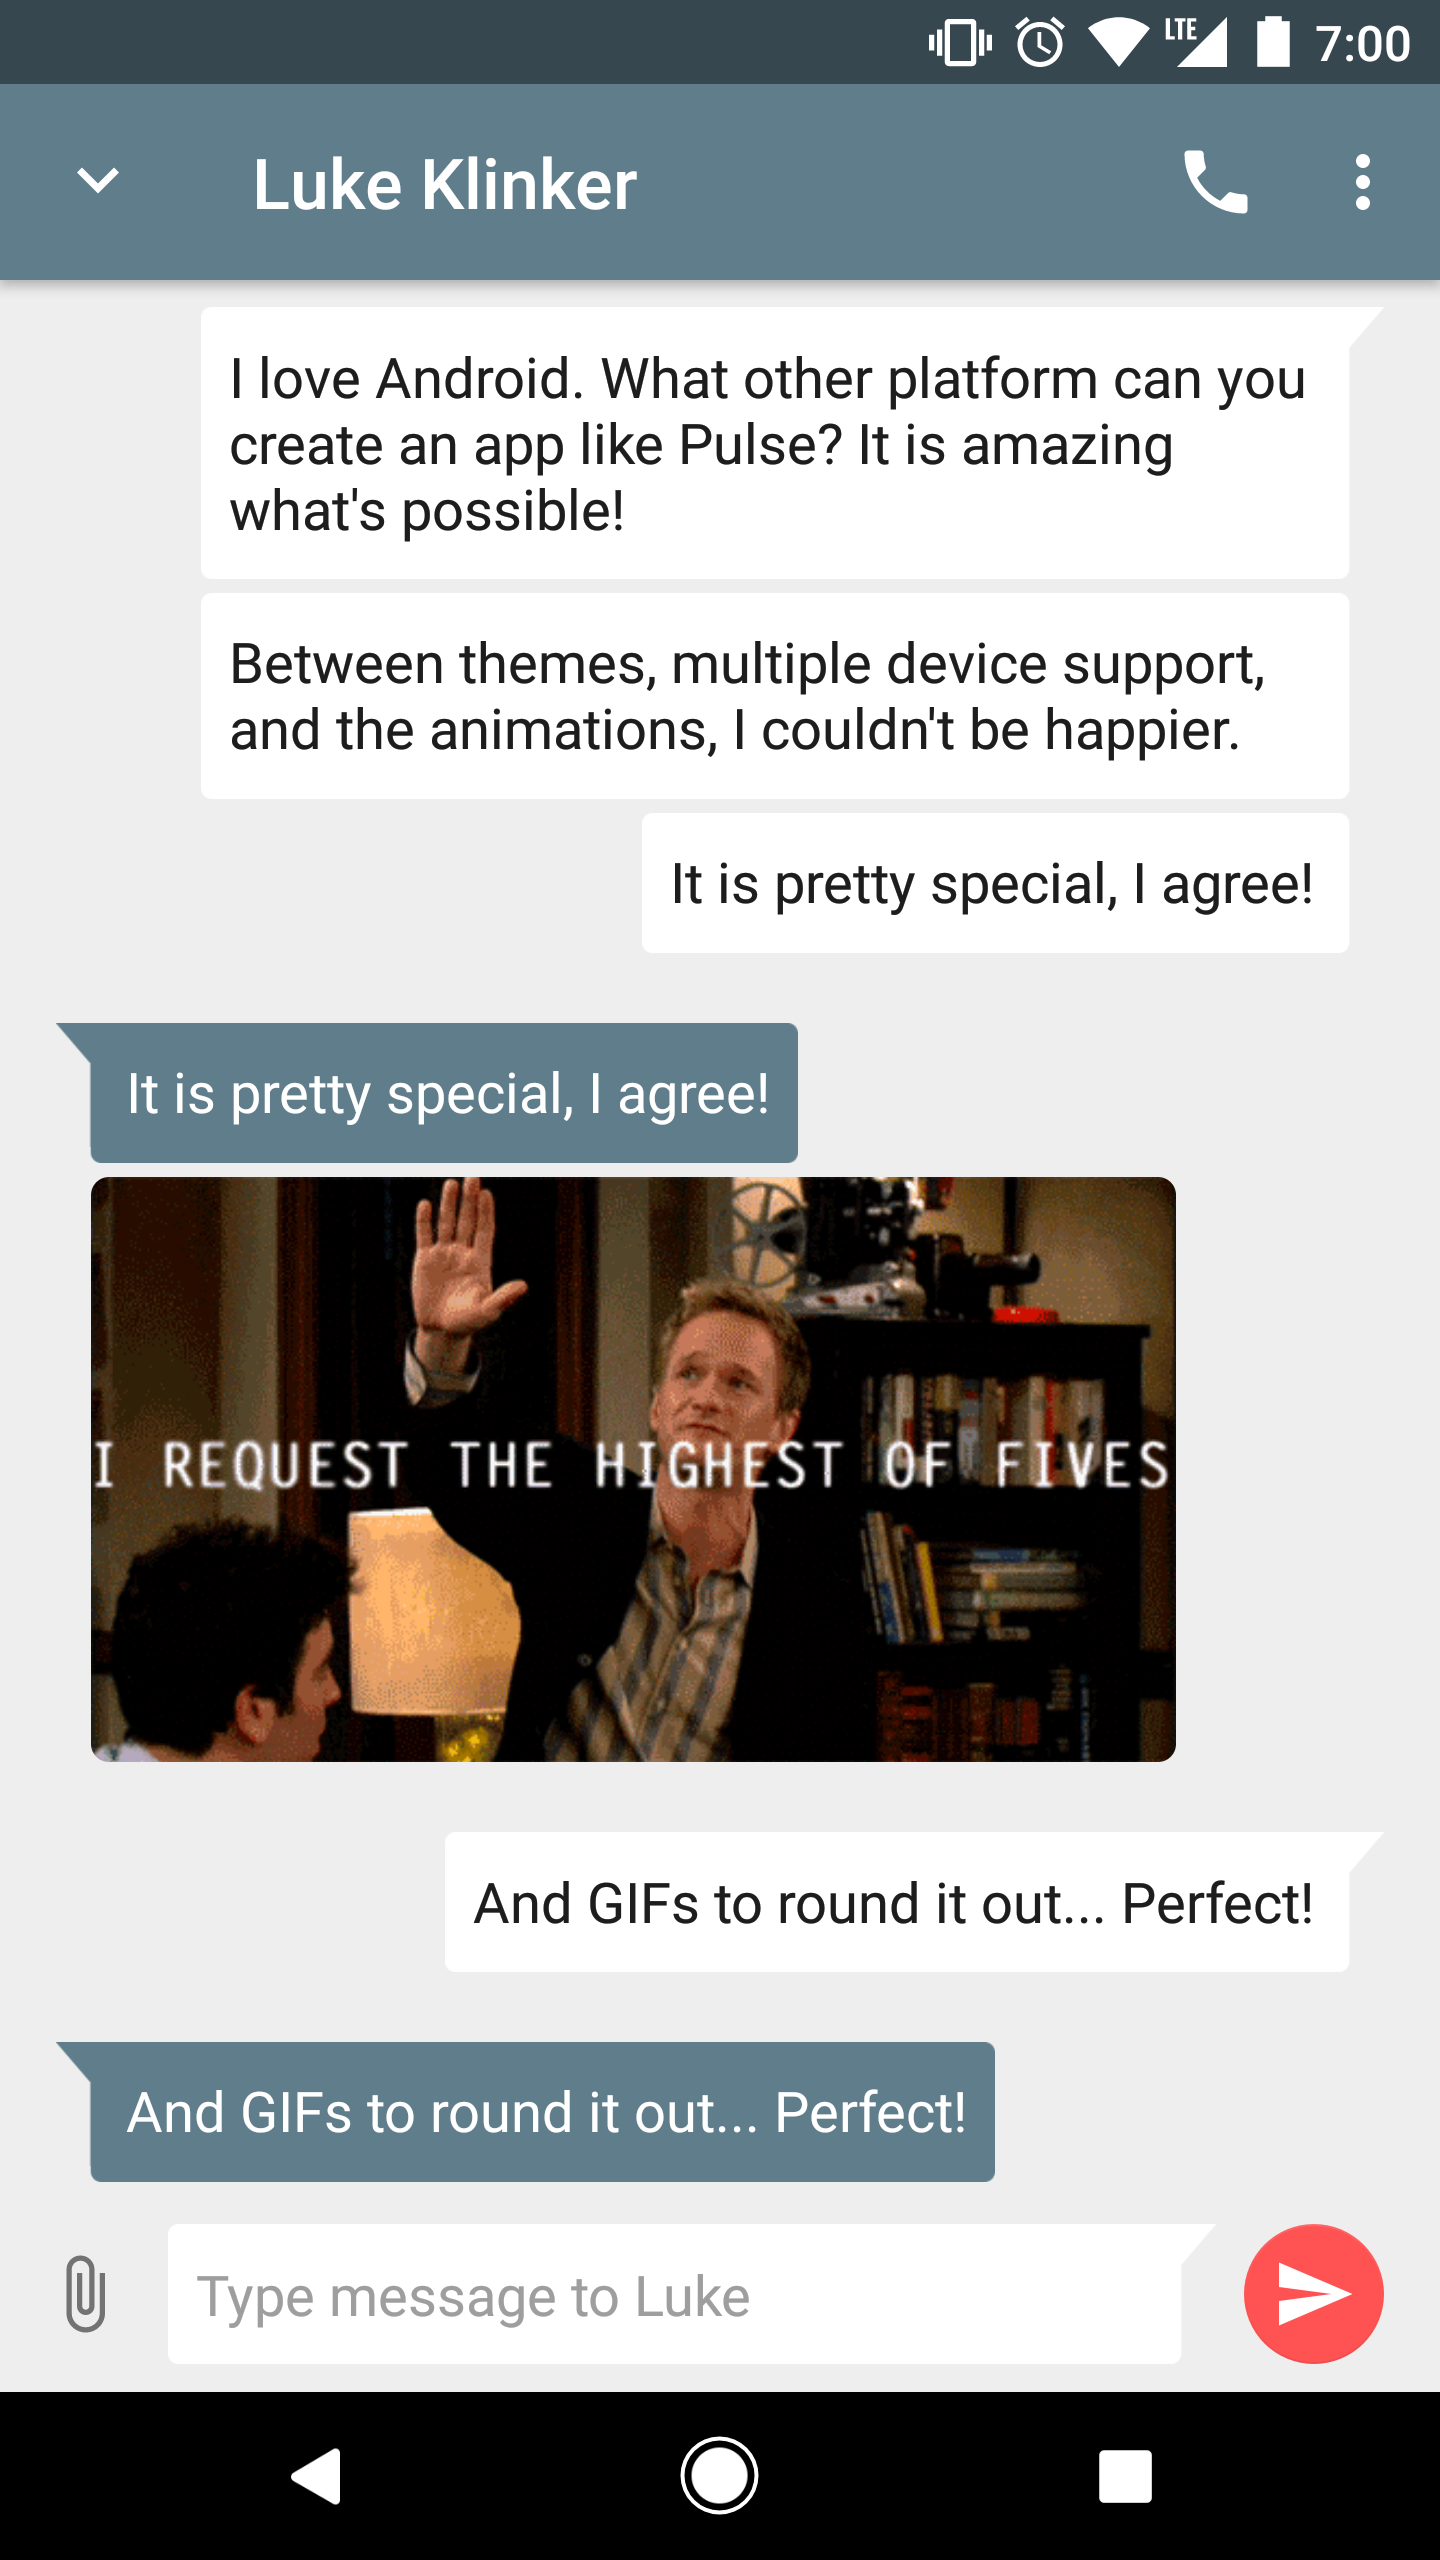 LTE 7:00
Luke Klinker
I love Android. What other platform can you
create an app like Pulse? It is amazing
what's possible!
Between themes, multiple device support,
and the animations, I couldn't be happier.
It is pretty special, I agree!
It is pretty special, I agree!
I REQUEST THE HIGHEST OF FIVES
And GIFs to round it out... Perfect!
And GIFs to round it out... Perfect!
Type message to Luke